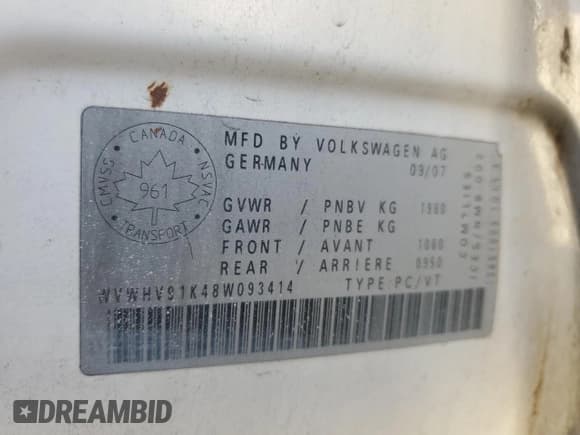 CANADA
CMVSS
NSVAC
961
TRANSPORT
MFD BY VOLKSWAGEN AG
GERMANY 09/07
GVWR / PNBV KG 1980
GAWR / PNBE KG
FRONT / AVANT 1080
REAR / ARRIERE 0950
WVWHV91K48W093414 TYPE PC/VT
DREAMBID